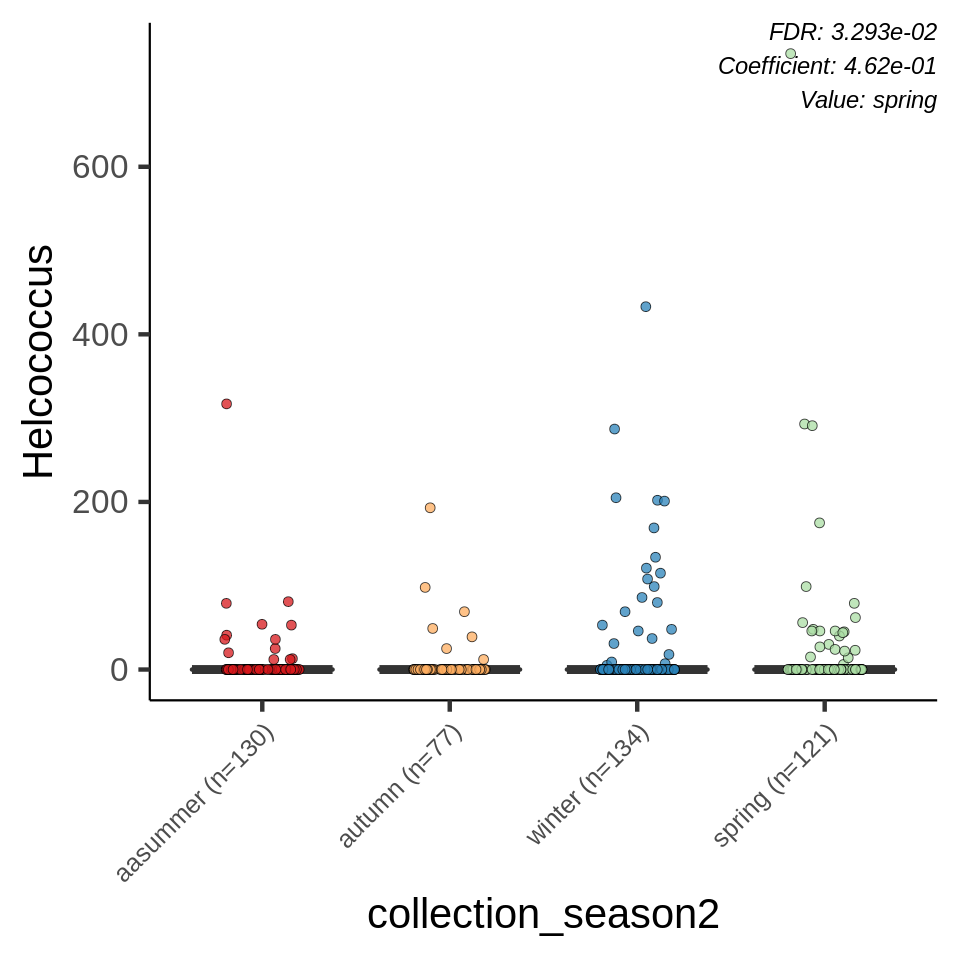 FDR: 3.293e-02
Coefficient: 4.62e-01
Value: spring
600
400
200
0
Helcococcus
aasummer (n=130)
autumn (n=77)
winter (n=134)
spring (n=121)
collection_season2